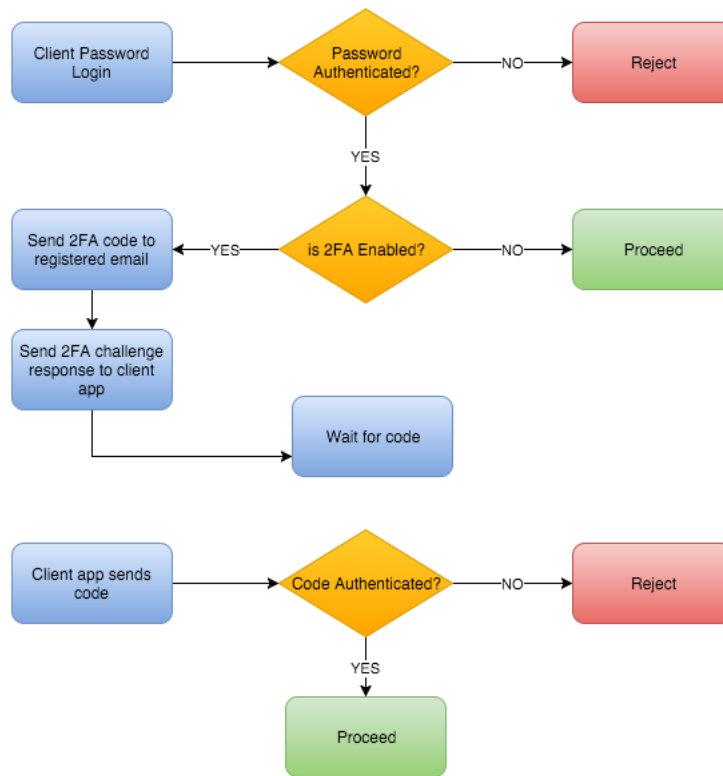 Client Password
Login
Password
Authenticated?
NO
Reject
YES
Send 2FA code to
registered email
YES
is 2FA Enabled?
NO
Proceed
Send 2FA challenge
response to client
app
Wait for code
Client app sends
code
Code Authenticated?
NO
Reject
YES
Proceed